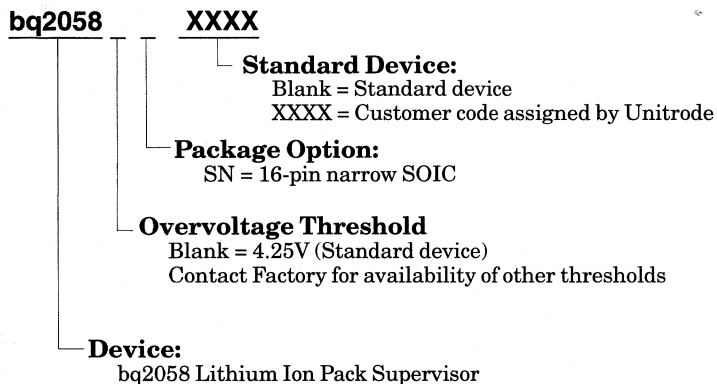 bq2058 _ _ XXXX
Standard Device:
Blank = Standard device
XXXX = Customer code assigned by Unitrode
Package Option:
SN = 16-pin narrow SOIC
Overvoltage Threshold
Blank = 4.25V (Standard device)
Contact Factory for availability of other thresholds
Device:
bq2058 Lithium Ion Pack Supervisor